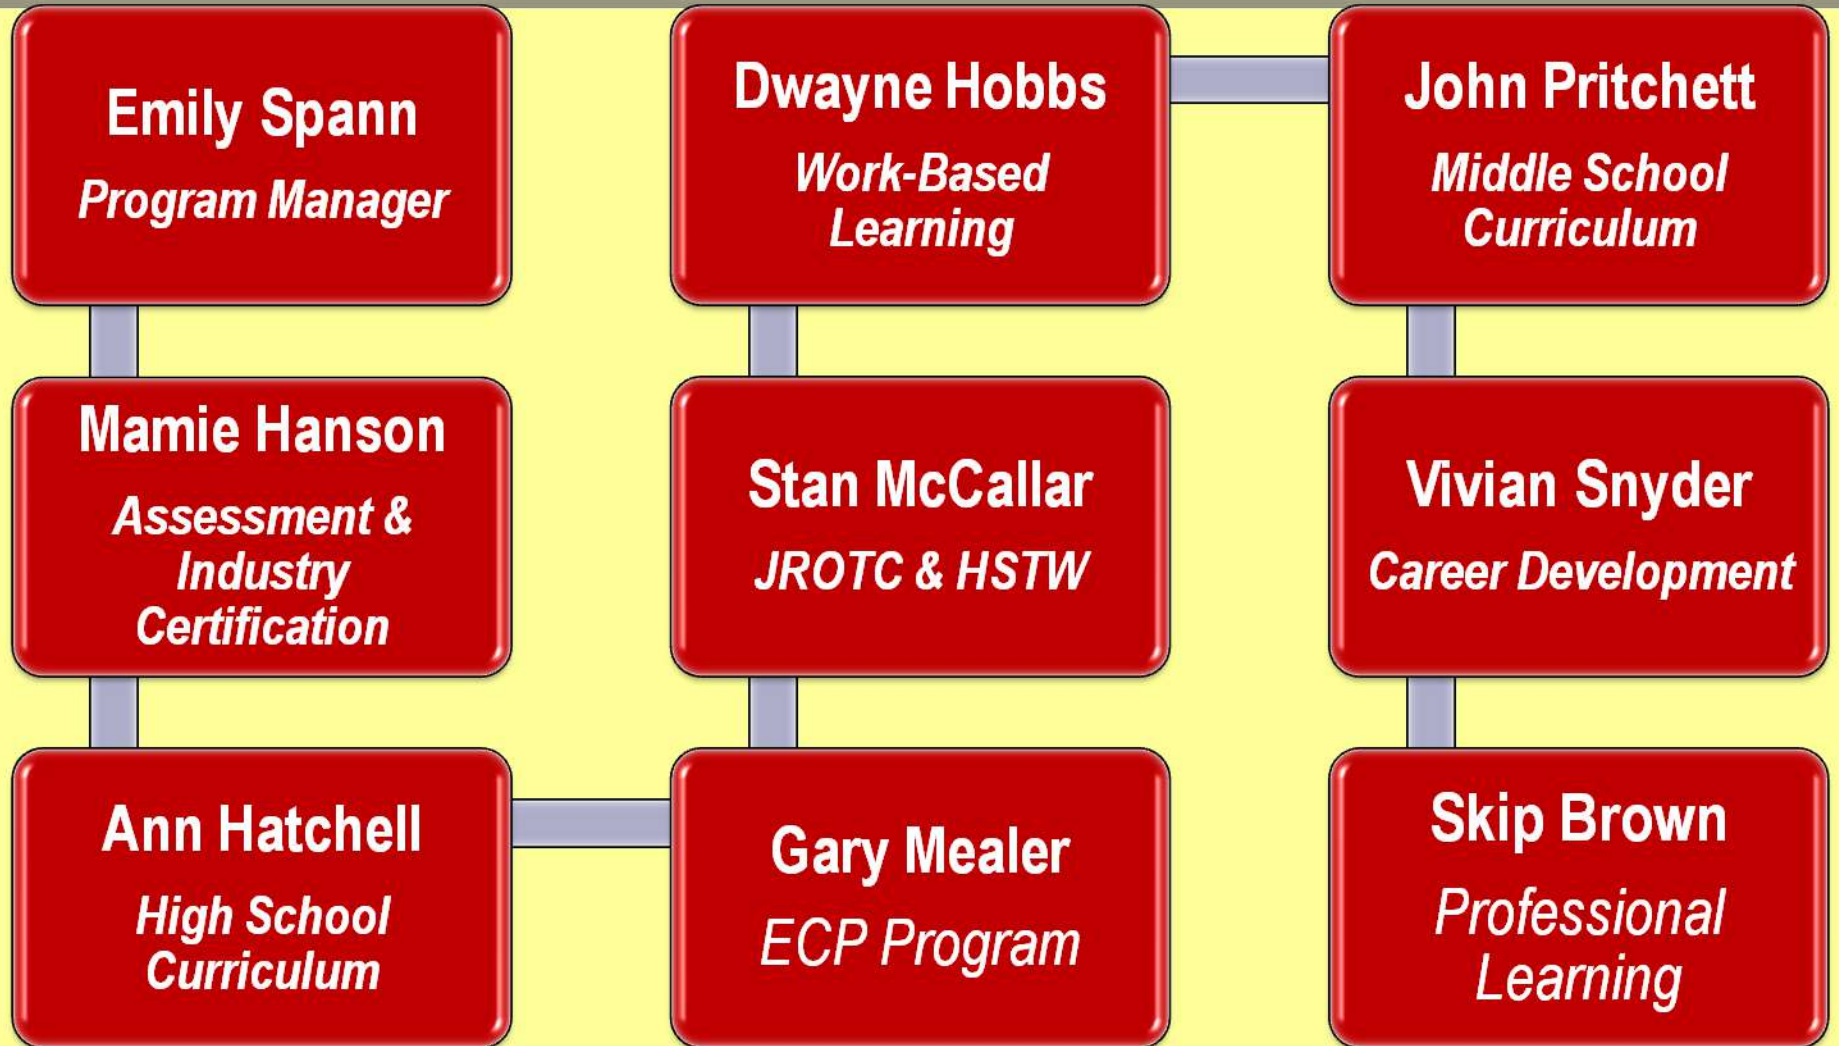 Emily Spann
Program Manager
Mamie Hanson
Assessment &
Industry
Certification
Ann Hatchell
High School
Curriculum
Gary Mealer
ECP Program
Stan McCallar
JROTC & HSTW
Dwayne Hobbs
Work-Based
Learning
John Pritchett
Middle School
Curriculum
Vivian Snyder
Career Development
Skip Brown
Professional
Learning